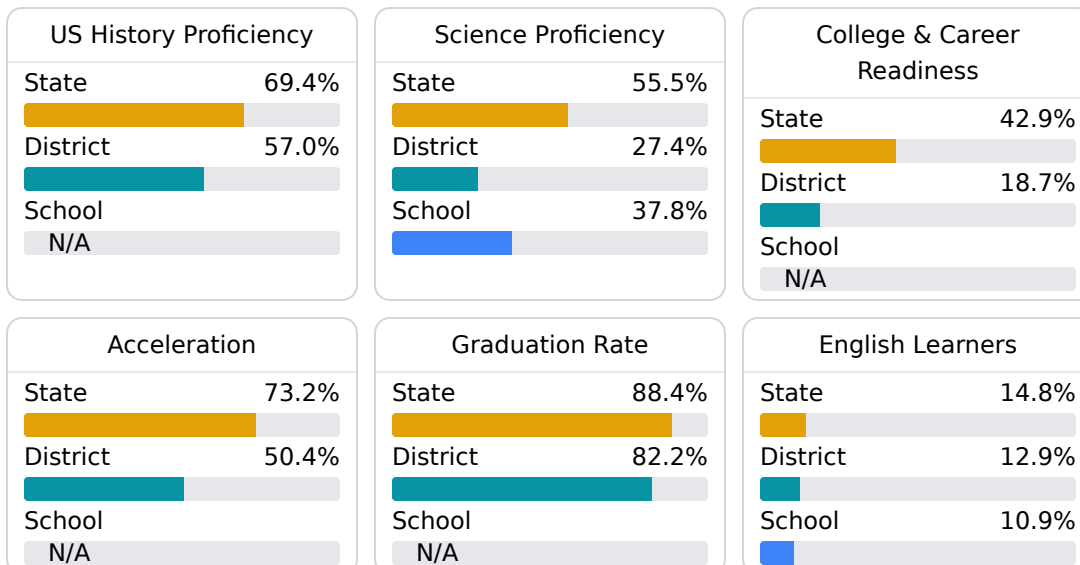 US History Proficiency
State 69.4%
District 57.0%
School
N/A
Science Proficiency
State 55.5%
District 27.4%
School 37.8%
College & Career
Readiness
State 42.9%
District 18.7%
School
N/A
Acceleration
State 73.2%
District 50.4%
School
N/A
Graduation Rate
State 88.4%
District 82.2%
School
N/A
English Learners
State 14.8%
District 12.9%
School 10.9%